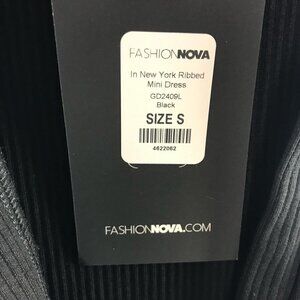 FASHIONNOVA
In New York Ribbed
Mini Dress
GD2409L
Black
SIZE S
4622062
FASHIONNOVA.COM